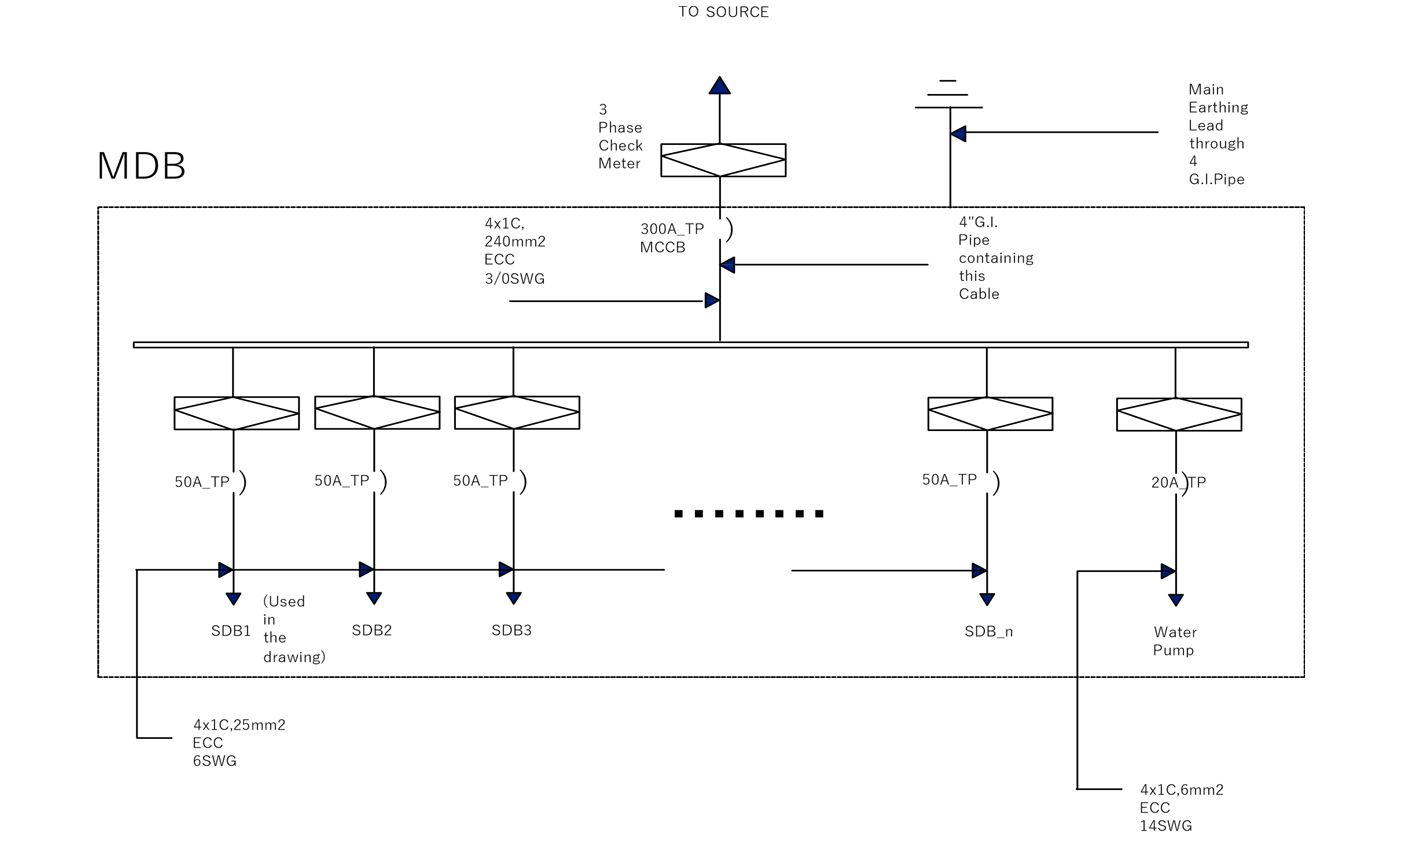 TO SOURCE
3
Phase
Check
Meter
Main
Earthing
Lead
through
4
G.I.Pipe
MDB
4x1C,
240mm2
ECC
3/0SWG
300A_TP
MCCB
4"G.I.
Pipe
containing
this
Cable
50A_TP
50A_TP
50A_TP
50A_TP
20A_TP
SDB1
(Used
in
the
drawing)
SDB2
SDB3
SDB_n
Water
Pump
4x1C,25mm2
ECC
6SWG
4x1C,6mm2
ECC
14SWG